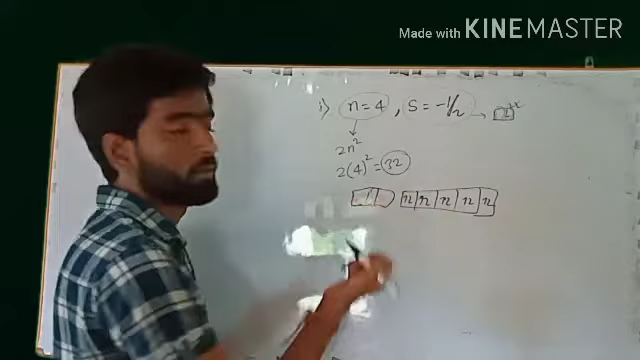 Made with KINEMASTER
i) n=4, S = -1/2 →
2n²
2(4)² = 32